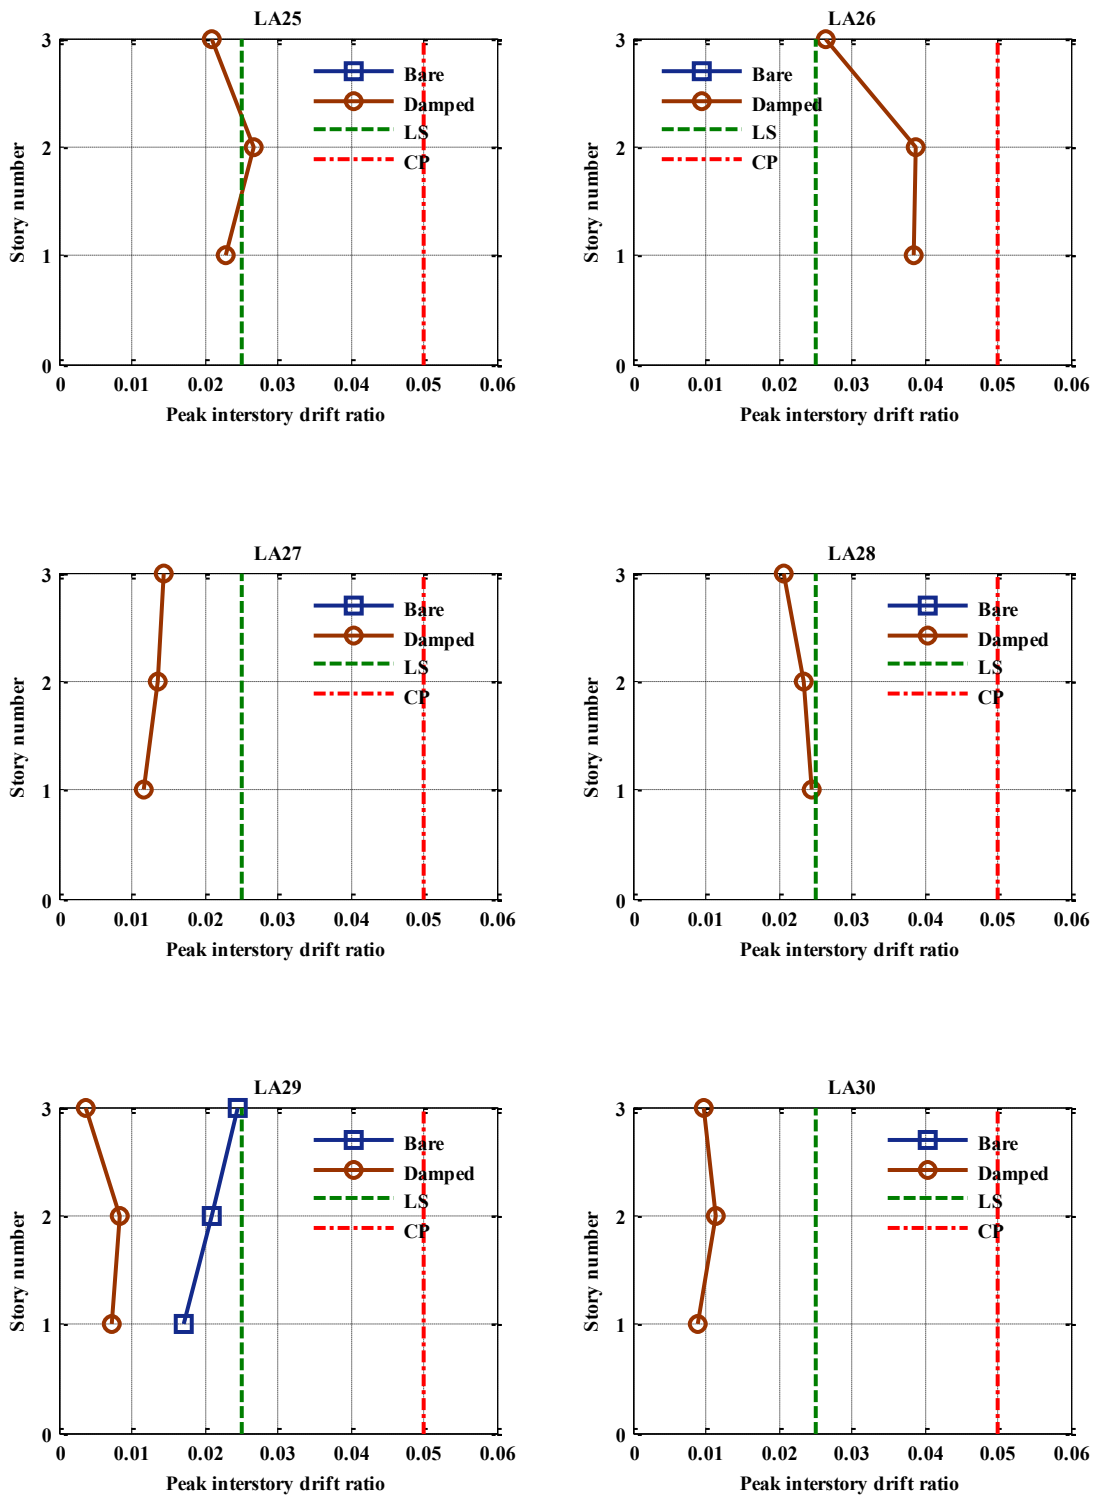 LA25
3
2
1
0
Story number
Bare
Damped
LS
CP
0 0.01 0.02 0.03 0.04 0.05 0.06
Peak interstory drift ratio
LA26
3
2
1
0
Story number
Bare
Damped
LS
CP
0 0.01 0.02 0.03 0.04 0.05 0.06
Peak interstory drift ratio
LA27
3
2
1
0
Story number
Bare
Damped
LS
CP
0 0.01 0.02 0.03 0.04 0.05 0.06
Peak interstory drift ratio
LA28
3
2
1
0
Story number
Bare
Damped
LS
CP
0 0.01 0.02 0.03 0.04 0.05 0.06
Peak interstory drift ratio
LA29
3
2
1
0
Story number
Bare
Damped
LS
CP
0 0.01 0.02 0.03 0.04 0.05 0.06
Peak interstory drift ratio
LA30
3
2
1
0
Story number
Bare
Damped
LS
CP
0 0.01 0.02 0.03 0.04 0.05 0.06
Peak interstory drift ratio